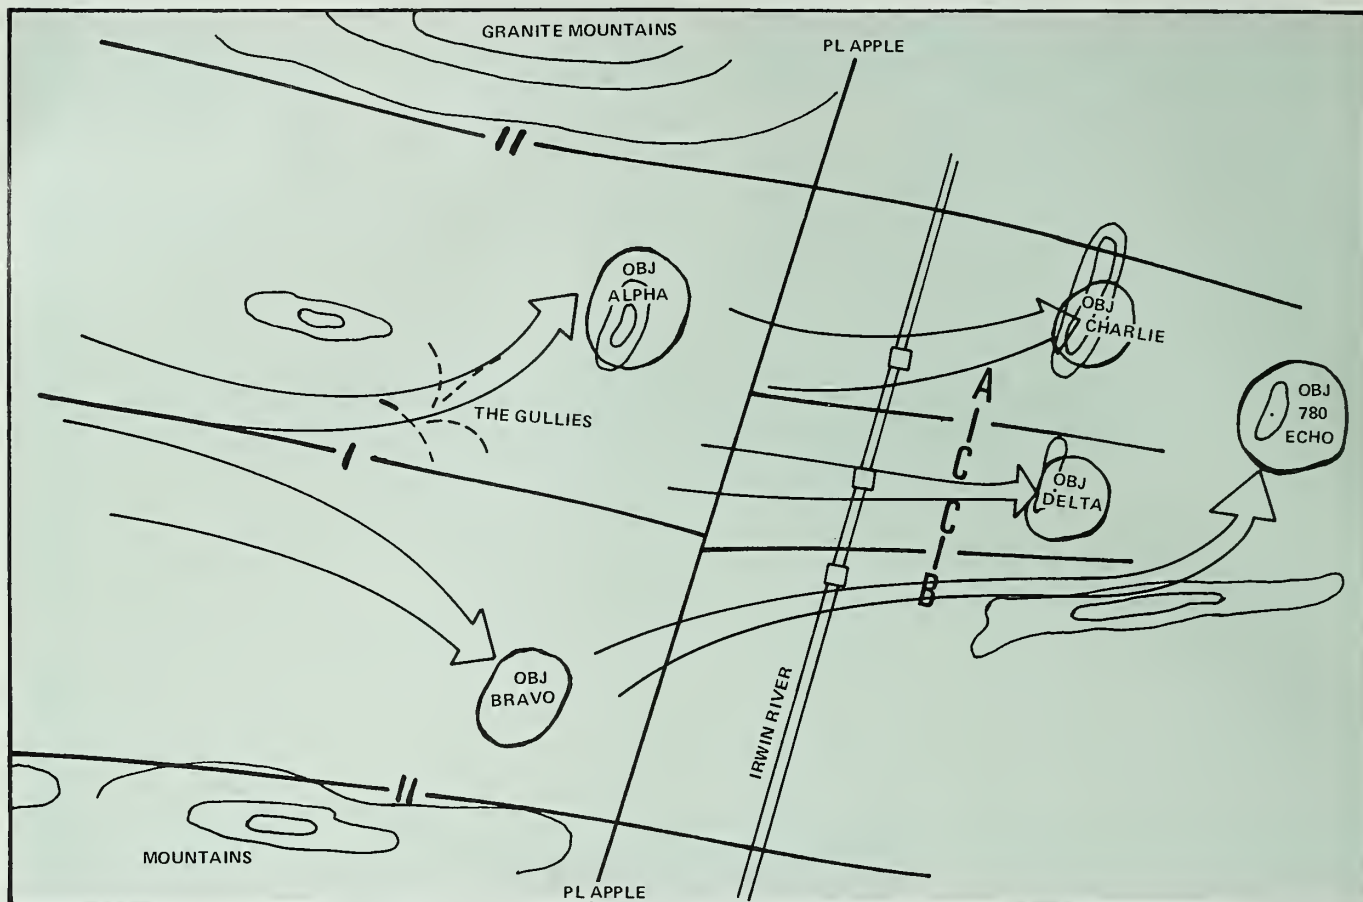 GRANITE MOUNTAINS
PL APPLE
II
OBJ
ALPHA
OBJ
CHARLIE
THE GULLIES
I
A
I
C
OBJ
780
ECHO
OBJ
DELTA
C
I
B
OBJ
BRAVO
IRWIN RIVER
II
MOUNTAINS
PL APPLE